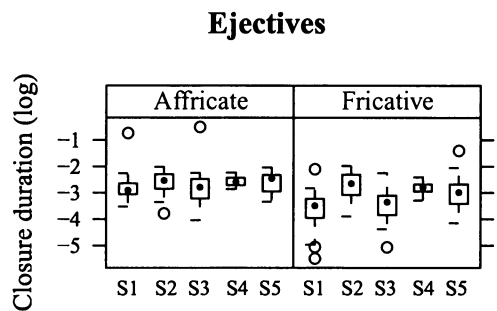 Ejectives
Closure duration (log)
Affricate Fricative
−1
−2
−3
−4
−5
S1 S2 S3 S4 S5 S1 S2 S3 S4 S5